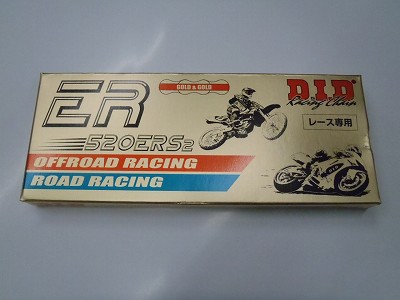 ER
GOLD & GOLD
D.I.D
Racing Chain
レース専用
520ERS2
OFFROAD RACING
ROAD RACING